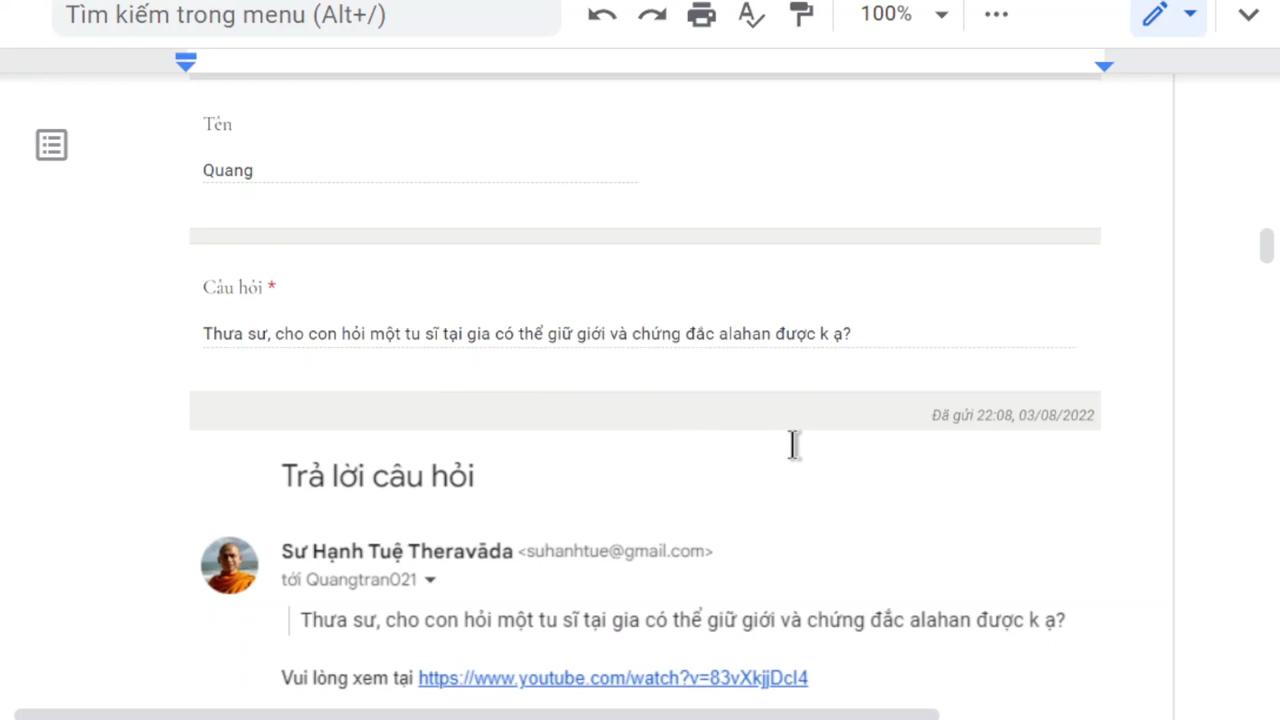 Tìm kiếm trong menu (Alt+/)
100%
Tên
Quang
Câu hỏi *
Thưa sư, cho con hỏi một tu sĩ tại gia có thể giữ giới và chứng đắc alahan được k ạ?
Đã gửi 22:08, 03/08/2022
Trả lời câu hỏi
Sư Hạnh Tuệ Theravāda <suhanhtue@gmail.com>
tới Quangtran021
Thưa sư, cho con hỏi một tu sĩ tại gia có thể giữ giới và chứng đắc alahan được k ạ?
Vui lòng xem tại https://www.youtube.com/watch?v=83vXkjjDcI4